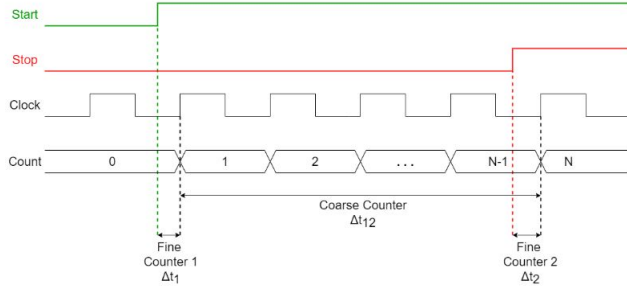 Start
Stop
Clock
Count
0
1
2
...
N-1
N
Coarse Counter
Δt12
Fine
Counter 1
Δt1
Fine
Counter 2
Δt2